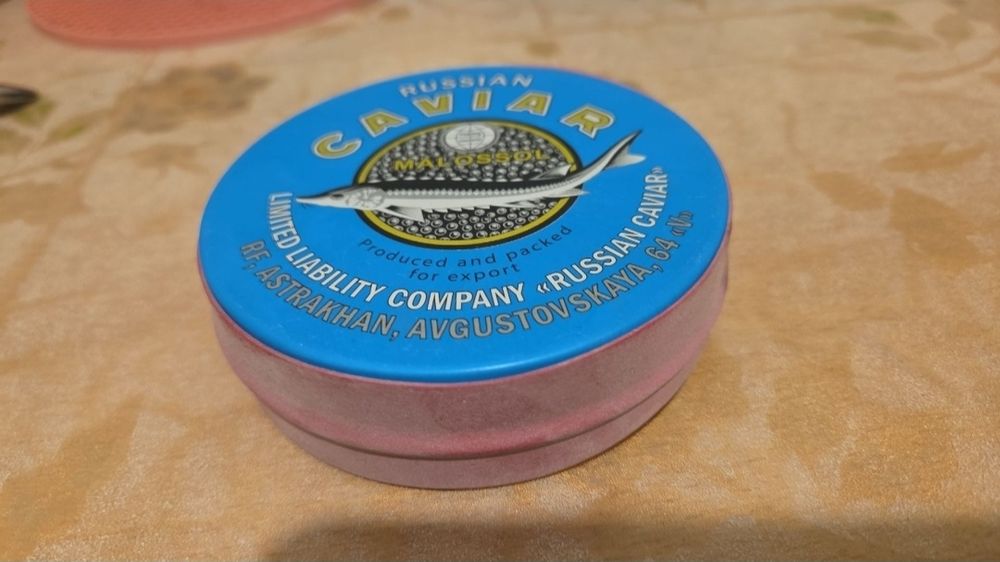 RUSSIAN
CAVIAR
MALOSSOL
Produced and packed
for export
LIMITED LIABILITY COMPANY «RUSSIAN CAVIAR»
RF, ASTRAKHAN, AVGUSTOVSKAYA, 64